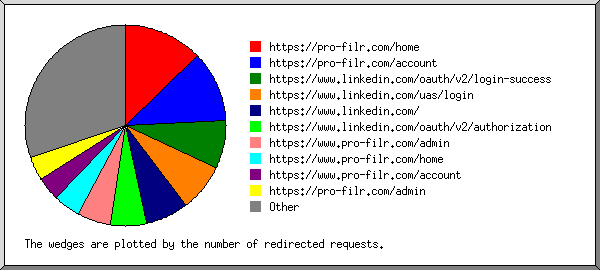 https://pro-filr.com/home
https://pro-filr.com/account
https://www.linkedin.com/oauth/v2/login-success
https://www.linkedin.com/uas/login
https://www.linkedin.com/
https://www.linkedin.com/oauth/v2/authorization
https://www.pro-filr.com/admin
https://www.pro-filr.com/home
https://www.pro-filr.com/account
https://pro-filr.com/admin
Other
The wedges are plotted by the number of redirected requests.